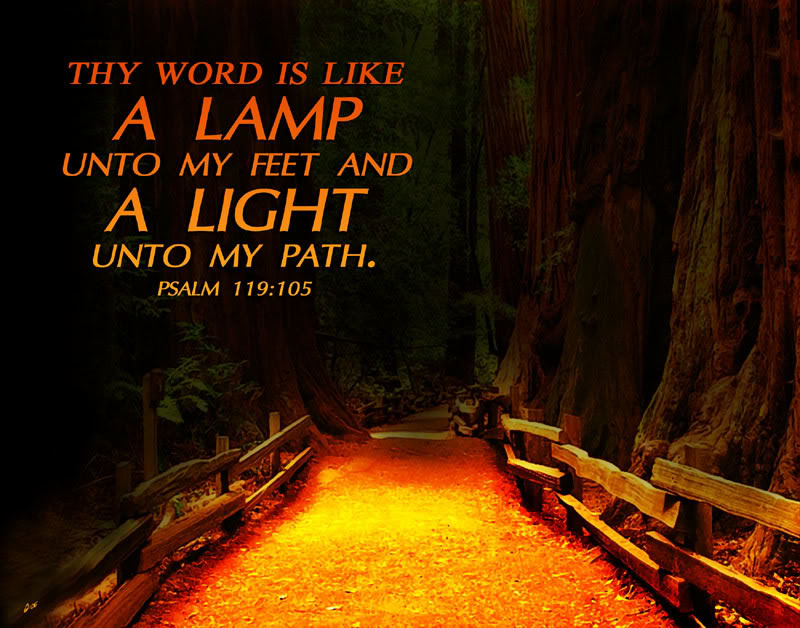 THY WORD IS LIKE
A LAMP
UNTO MY FEET AND
A LIGHT
UNTO MY PATH.
PSALM 119:105